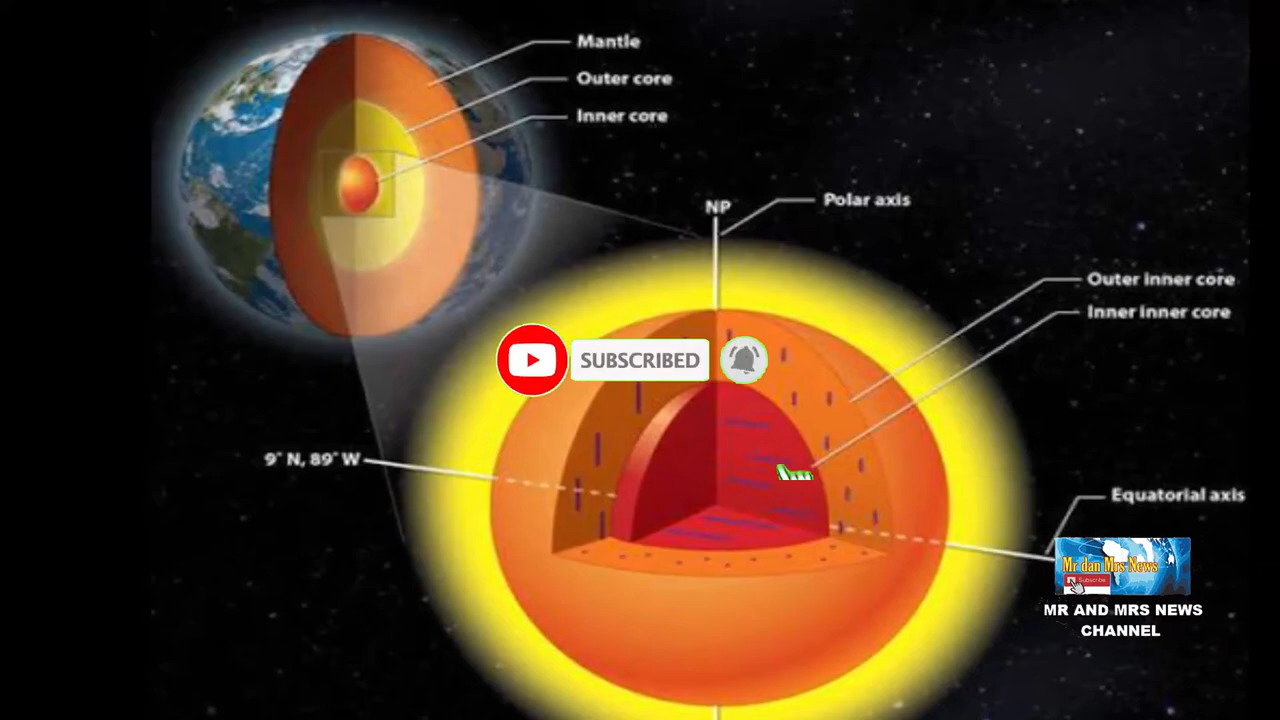 Mantle
Outer core
Inner core
Polar axis
NP
Outer inner core
Inner inner core
SUBSCRIBED
9° N, 89° W
Equatorial axis
Mr dan Mrs News
Subscribe
MR AND MRS NEWS
CHANNEL